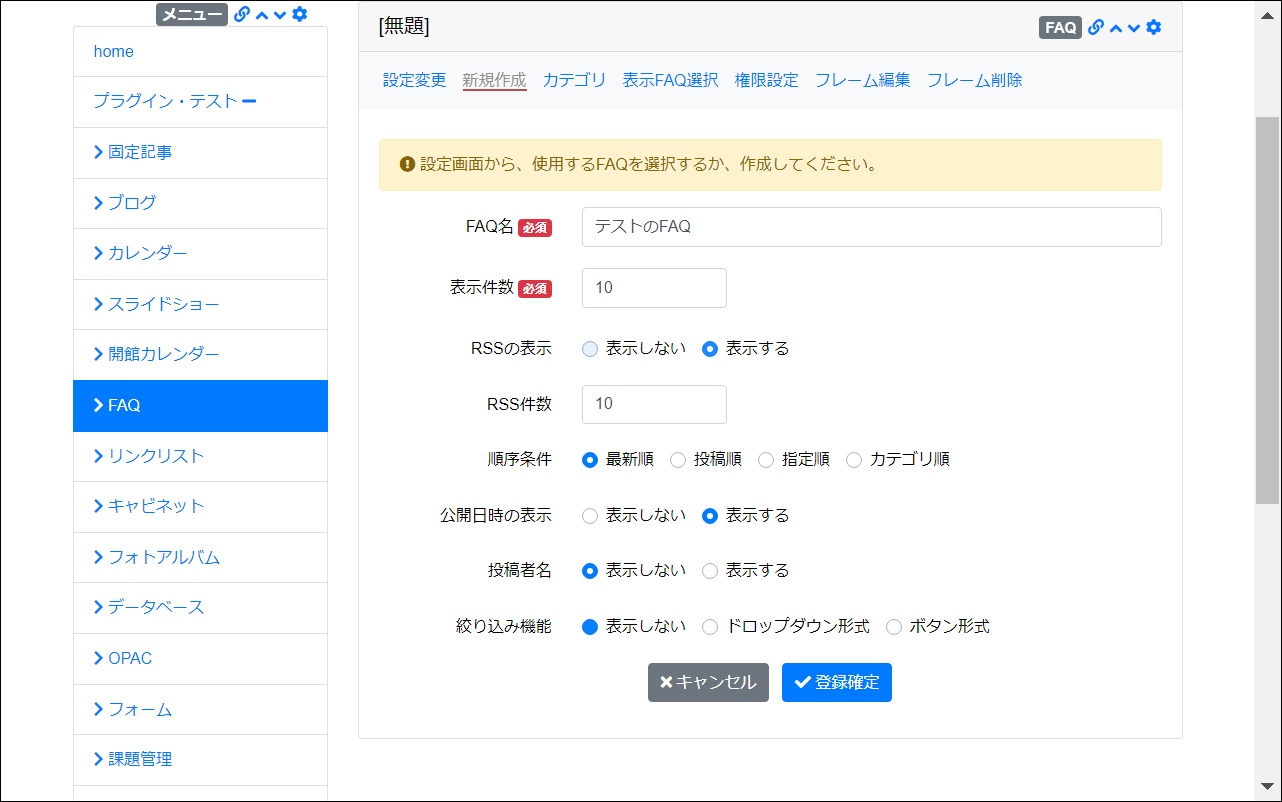 メニュー
home
プラグイン・テスト
固定記事
ブログ
カレンダー
スライドショー
開館カレンダー
FAQ
リンクリスト
キャビネット
フォトアルバム
データベース
OPAC
フォーム
課題管理
[無題]
FAQ
設定変更 新規作成 カテゴリ 表示FAQ選択 権限設定 フレーム編集 フレーム削除
設定画面から、使用するFAQを選択するか、作成してください。
FAQ名 必須 テストのFAQ
表示件数 必須 10
RSSの表示 表示しない 表示する
RSS件数 10
順序条件 最新順 投稿順 指定順 カテゴリ順
公開日時の表示 表示しない 表示する
投稿者名 表示しない 表示する
絞り込み機能 表示しない ドロップダウン形式 ボタン形式
キャンセル 登録確定